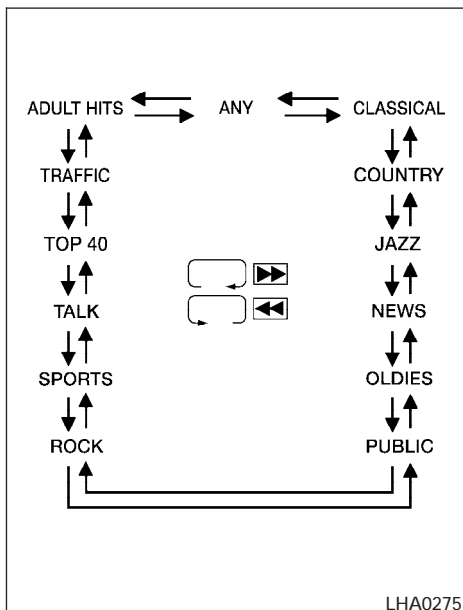 ADULT HITS ANY CLASSICAL
TRAFFIC COUNTRY
TOP 40 JAZZ
TALK NEWS
SPORTS OLDIES
ROCK PUBLIC
LHA0275